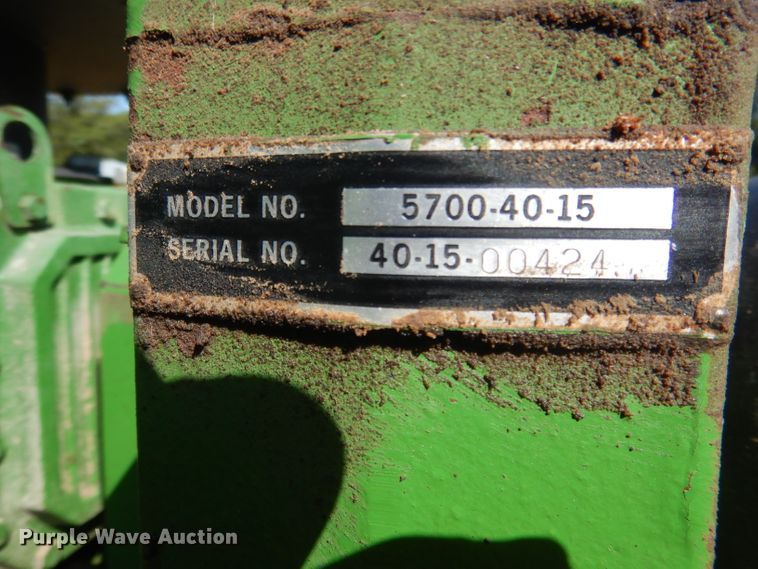 MODEL NO. 5700-40-15
SERIAL NO. 40-15-00424
Purple Wave Auction